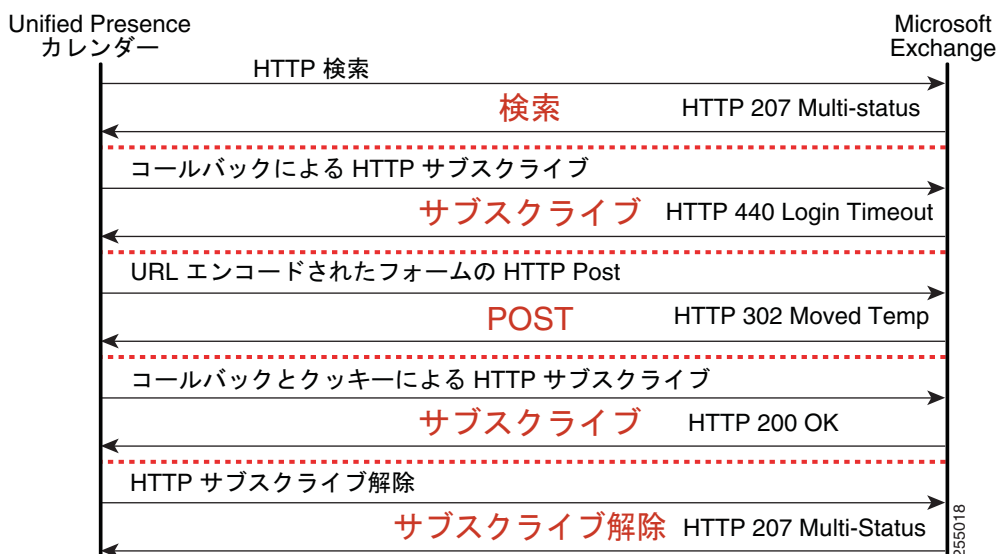 Unified Presence
カレンダー
Microsoft
Exchange
HTTP 検索
検索
HTTP 207 Multi-status
コールバックによる HTTP サブスクライブ
サブスクライブ
HTTP 440 Login Timeout
URL エンコードされたフォームの HTTP Post
POST
HTTP 302 Moved Temp
コールバックとクッキーによる HTTP サブスクライブ
サブスクライブ
HTTP 200 OK
HTTP サブスクライブ解除
サブスクライブ解除
HTTP 207 Multi-Status
255018